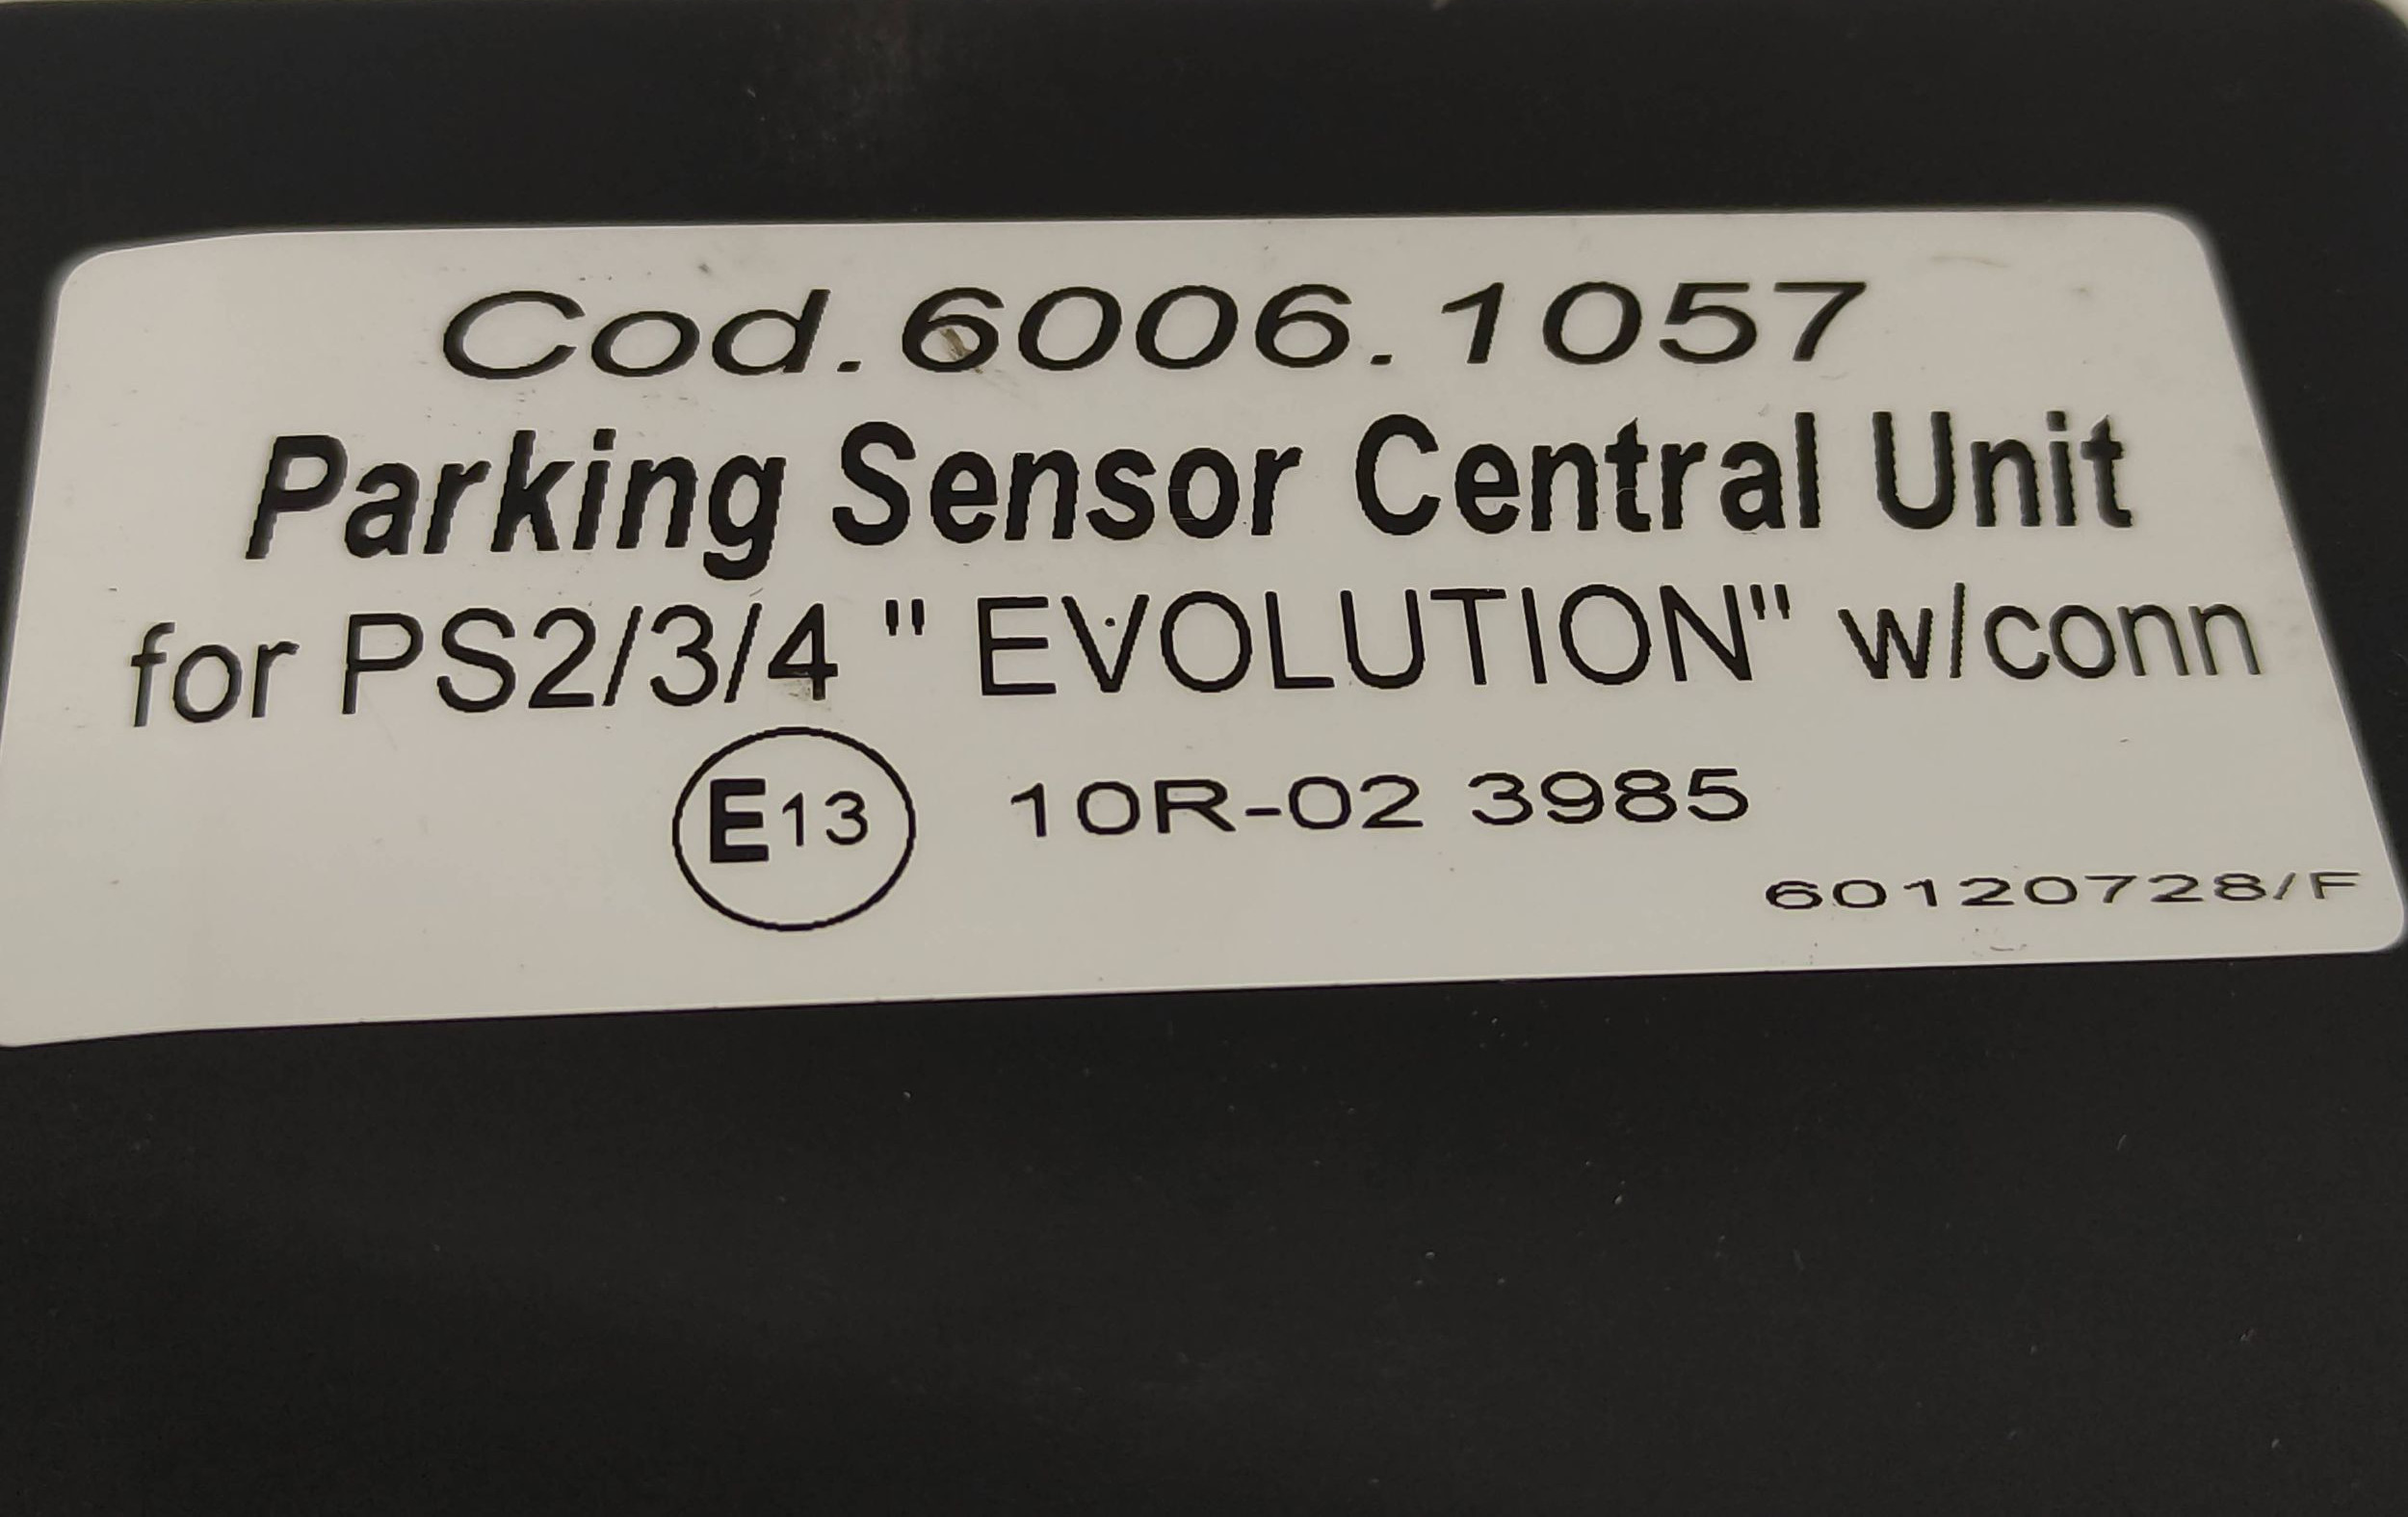 Cod.6006.1057
Parking Sensor Central Unit
for PS2/3/4 " EVOLUTION" w/conn
E13 10R-02 3985
60120728/F